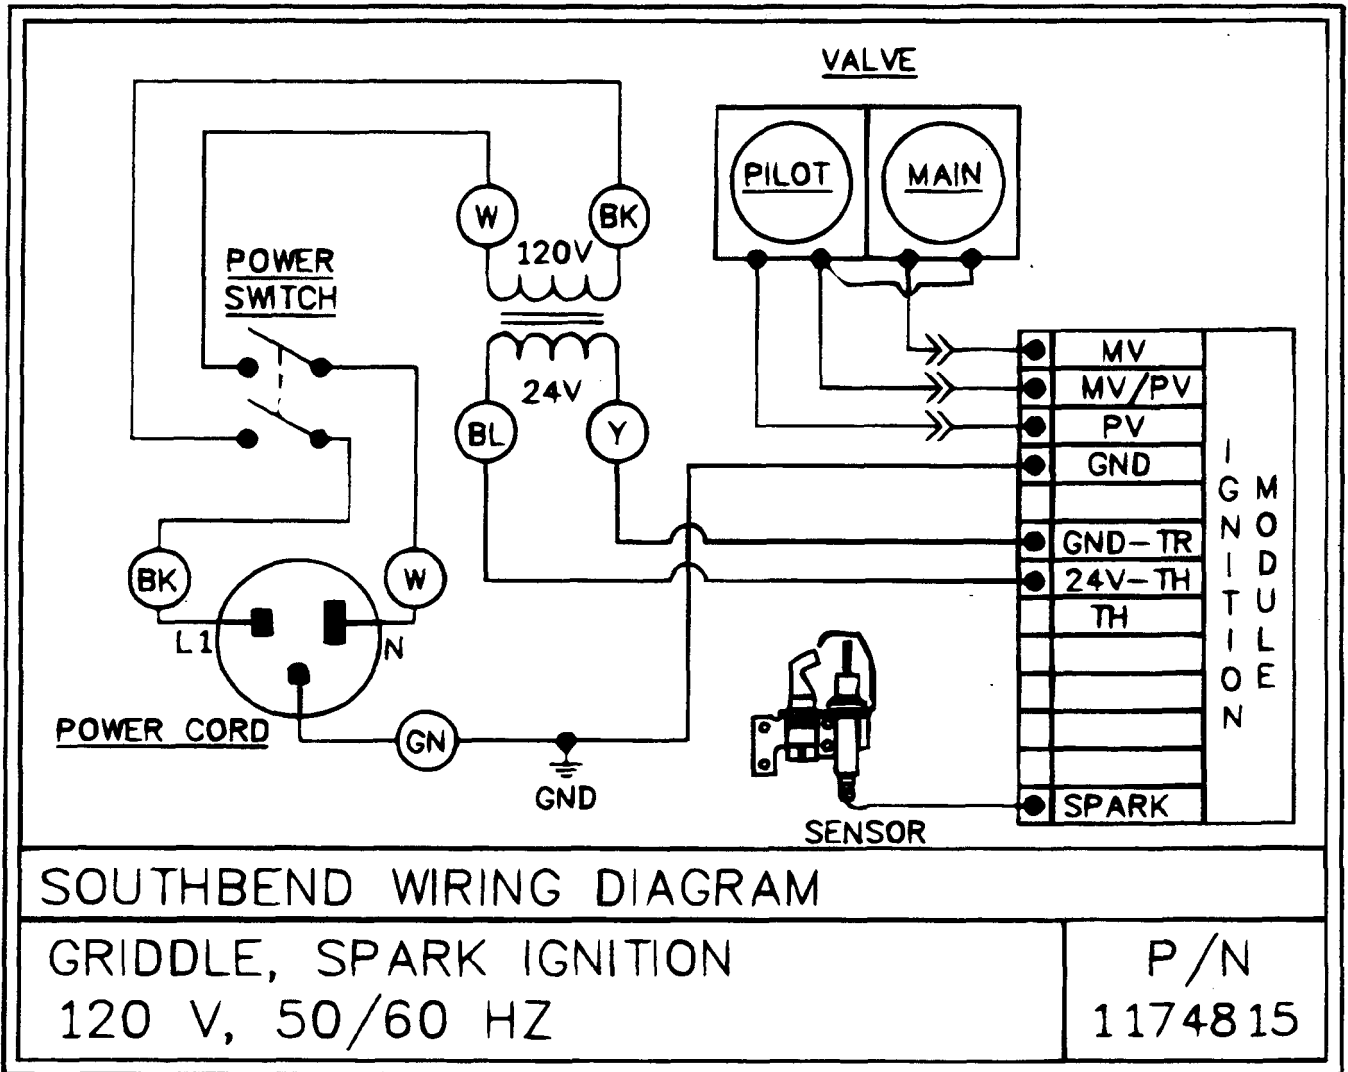 VALVE
PILOT
MAIN
W
BK
120V
POWER
SWITCH
24V
BL
Y
MV
MV/PV
PV
GND
GND-TR
24V-TH
TH
SPARK
IGNITION
MODULE
BK
W
L1
N
POWER CORD
GN
GND
SENSOR
SOUTHBEND WIRING DIAGRAM
GRIDDLE, SPARK IGNITION
120 V, 50/60 HZ
P/N
1174815